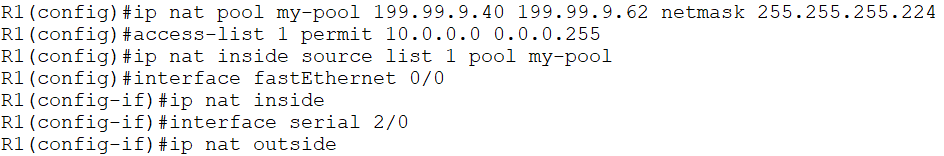 R1(config)#ip nat pool my-pool 199.99.9.40 199.99.9.62 netmask 255.255.255.224
R1(config)#access-list 1 permit 10.0.0.0 0.0.0.255
R1(config)#ip nat inside source list 1 pool my-pool
R1(config)#interface fastEthernet 0/0
R1(config-if)#ip nat inside
R1(config-if)#interface serial 2/0
R1(config-if)#ip nat outside